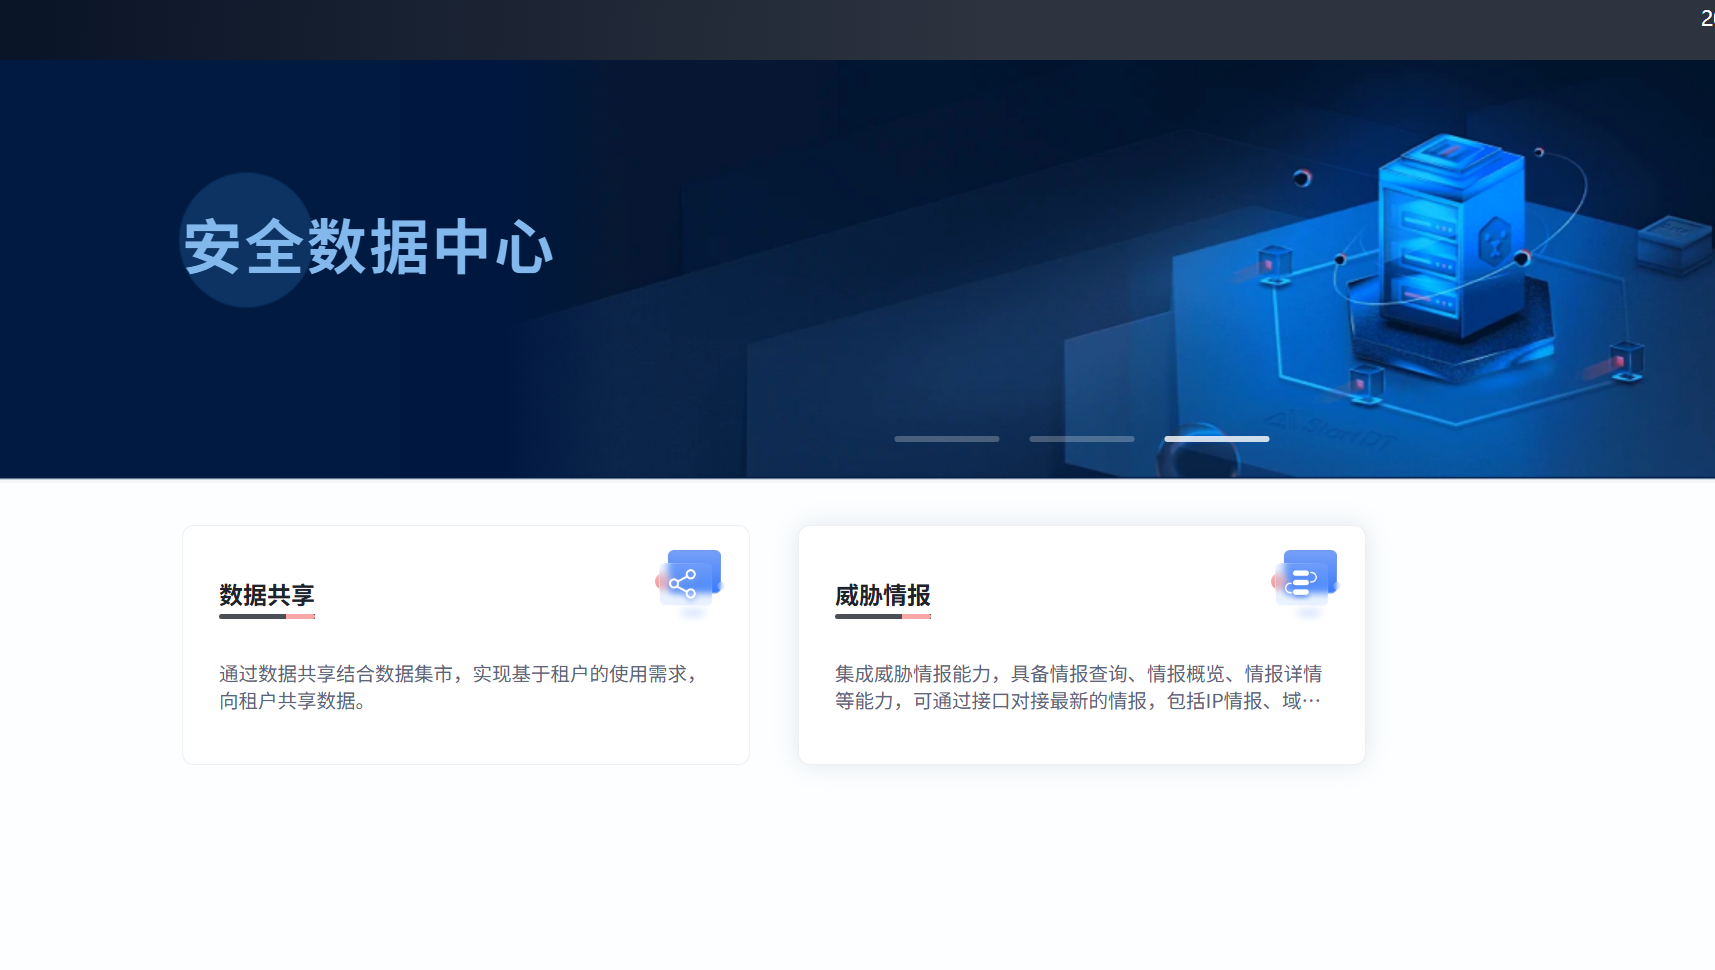 安全数据中心
数据共享
通过数据共享结合数据集市，实现基于租户的使用需求，
向租户共享数据。
威胁情报
集成威胁情报能力，具备情报查询、情报概览、情报详情
等能力，可通过接口对接最新的情报，包括IP情报、域…
StartDT